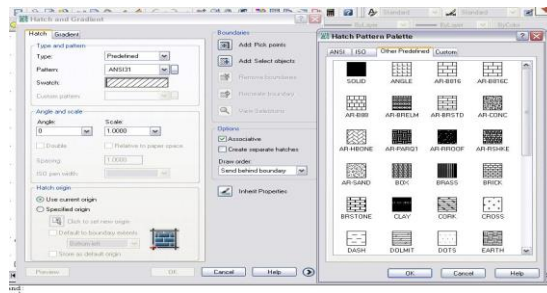 Hatch and Gradient
Hatch Gradient
Type and pattern
Type: Predefined
Pattern: ANSI31
Swatch:
Custom pattern:
Angle and scale
Angle: Scale:
0 1.0000
Double Relative to paper space
Spacing: 1.0000
ISO pen width:
Hatch origin
Use current origin
Specified origin
Click to set new origin
Default to boundary extents
Bottom left
Store as default origin
Preview OK Cancel Help
Boundaries
Add: Pick points
Add: Select objects
Remove boundaries
Recreate boundary
View Selections
Options
Associative
Create separate hatches
Draw order:
Send behind boundary
Inherit Properties
Standard Standard
ByLayer ByColor
Hatch Pattern Palette
ANSI ISO Other Predefined Custom
SOLID ANGLE AR-B816 AR-B816C
AR-B88 AR-BRELM AR-BRSTD AR-CONC
AR-HBONE AR-PARQ1 AR-RROOF AR-RSHKE
AR-SAND BOX BRASS BRICK
BRSTONE CLAY CORK CROSS
DASH DOLMIT DOTS EARTH
OK Cancel Help